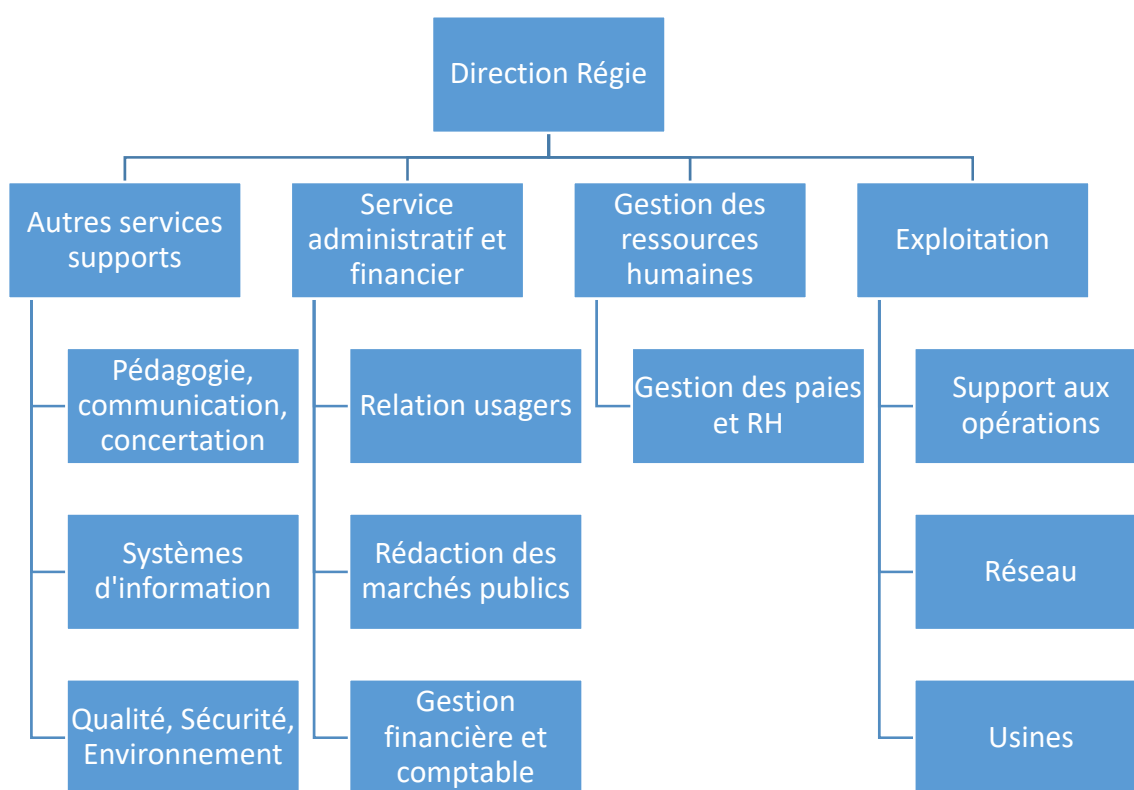 Direction Régie
Autres services
supports
Service
administratif et
financier
Gestion des
ressources
humaines
Exploitation
Pédagogie,
communication,
concertation
Relation usagers
Gestion des paies
et RH
Support aux
opérations
Systèmes
d'information
Rédaction des
marchés publics
Réseau
Qualité, Sécurité,
Environnement
Gestion
financière et
comptable
Usines